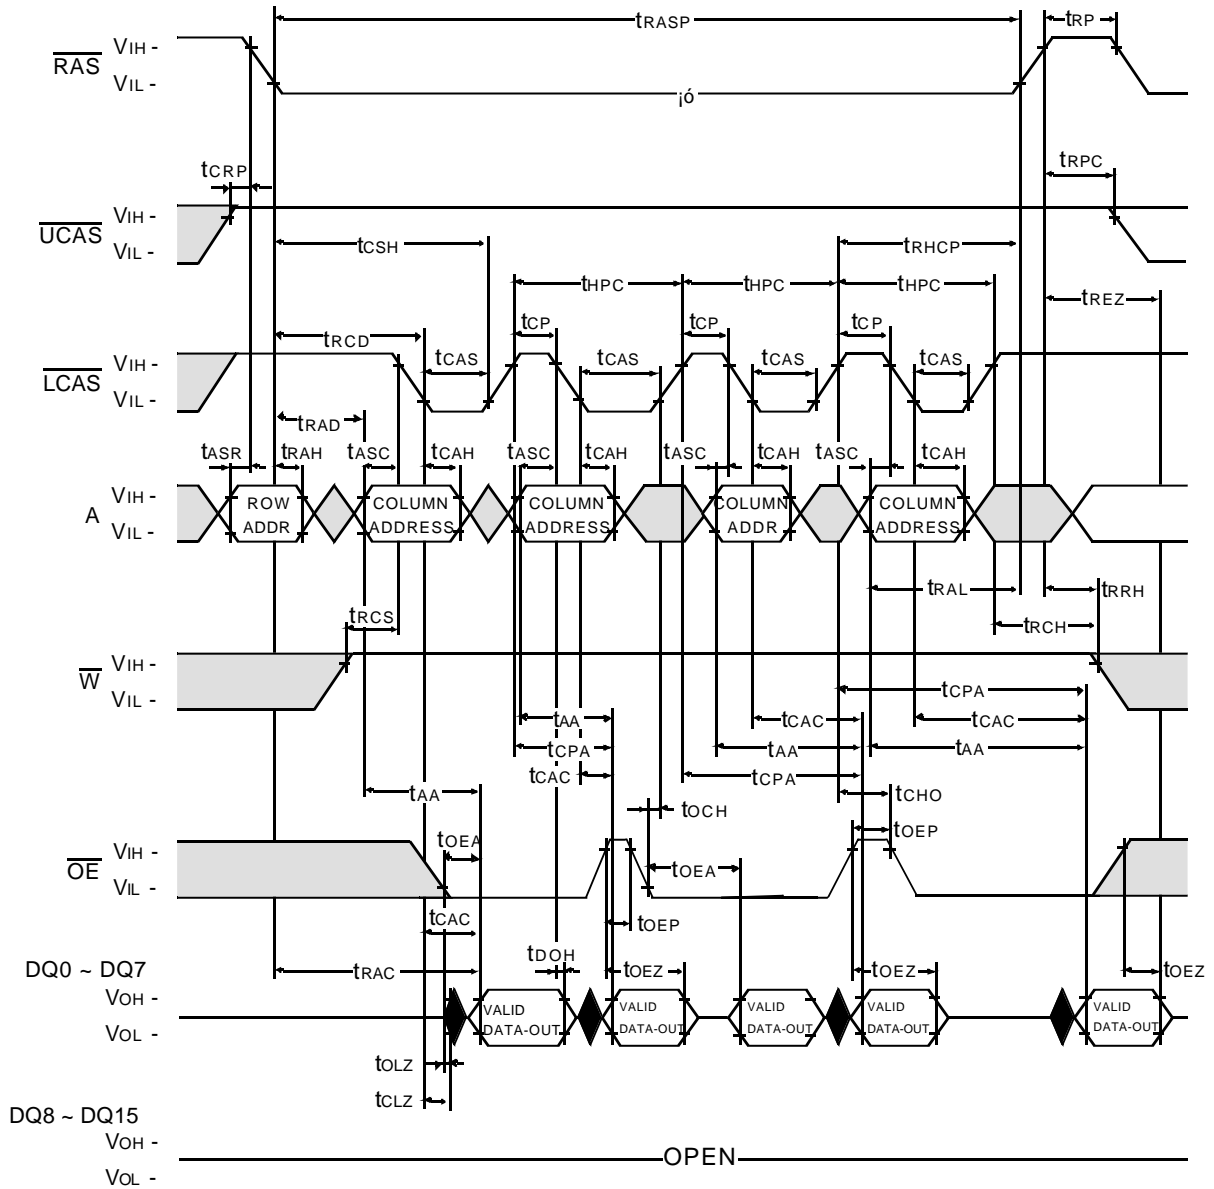 tRASP tRP
RAS VIH -
VIL -
¡ó
tCRP tRPC
UCAS VIH -
VIL -
tCSH tRHCP
tHPC tHPC tHPC tREZ
tRCD tCP tCP tCP
LCAS VIH -
VIL -
tCAS tCAS tCAS tCAS
tRAD
tASR tRAH tASC tCAH tASC tCAH tASC tCAH tASC tCAH
A VIH -
VIL -
ROW ADDR
COLUMN ADDRESS
COLUMN ADDRESS
COLUMN ADDR
COLUMN ADDRESS
tRAL tRRH
tRCS tRCH
W VIH -
VIL -
tCPA
tAA tCAC tCAC
tCPA tAA tAA
tCAC tCPA
tAA tCHO
tOCH
tOEA tOEP
OE VIH -
VIL -
tOEA
tCAC tOEP
tDOH
DQ0 ~ DQ7 tRAC tOEZ tOEZ tOEZ
VOH -
VOL -
VALID DATA-OUT
VALID DATA-OUT
VALID DATA-OUT
VALID DATA-OUT
VALID DATA-OUT
tOLZ
tCLZ
DQ8 ~ DQ15
VOH -
OPEN
VOL -